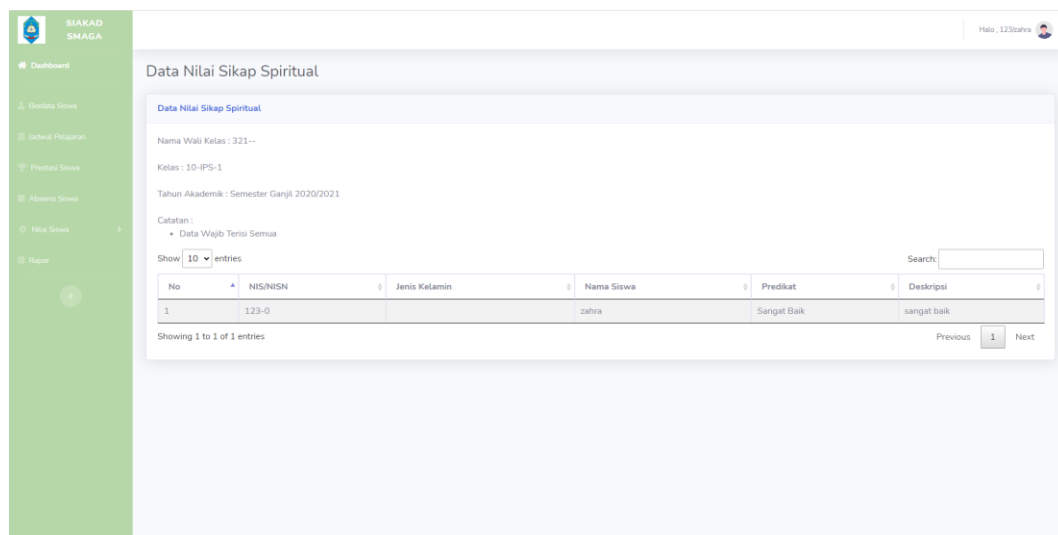 SIAKAD
SMAGA
Halo , 123/zahra
Dashboard
Biodata Siswa
Jadwal Pelajaran
Prestasi Siswa
Absensi Siswa
Nilai Siswa
Rapor
Data Nilai Sikap Spiritual
Data Nilai Sikap Spiritual
Nama Wali Kelas : 321--
Kelas : 10-IPS-1
Tahun Akademik : Semester Ganjil 2020/2021
Catatan :
• Data Wajib Terisi Semua
Show 10 entries
Search:
No NIS/NISN Jenis Kelamin Nama Siswa Predikat Deskripsi
1 123-0 zahra Sangat Baik sangat baik
Showing 1 to 1 of 1 entries
Previous 1 Next